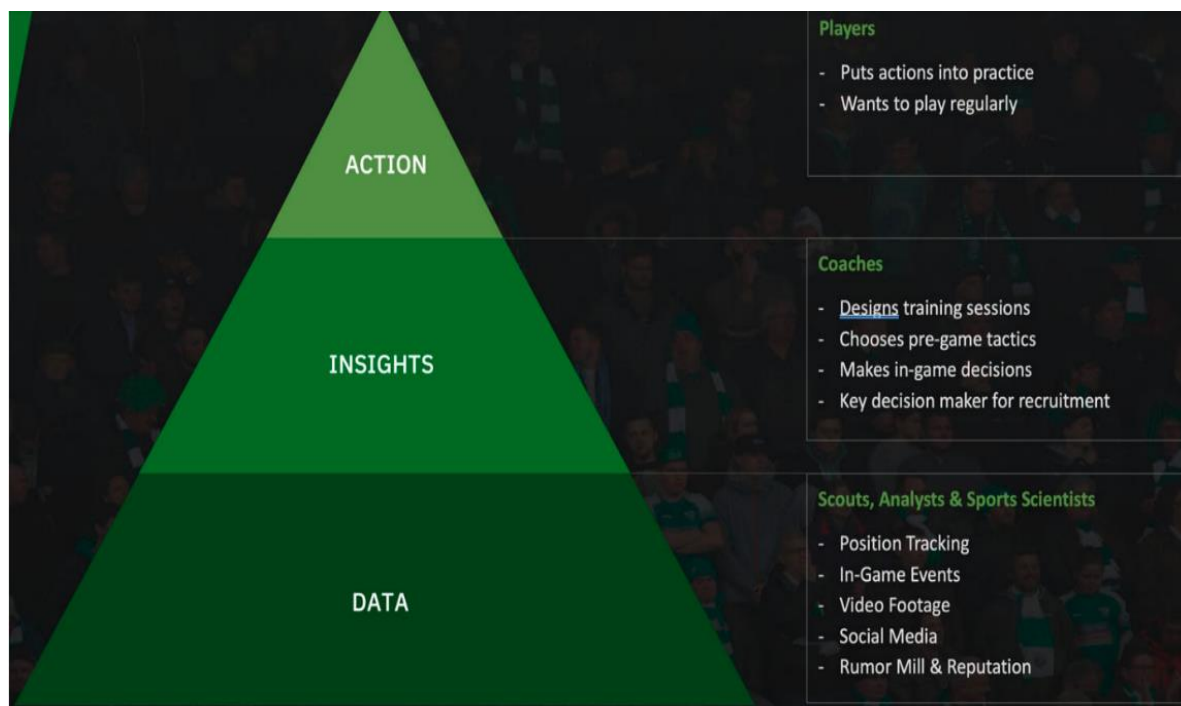 ACTION
INSIGHTS
DATA
Players
- Puts actions into practice
- Wants to play regularly
Coaches
- Designs training sessions
- Chooses pre-game tactics
- Makes in-game decisions
- Key decision maker for recruitment
Scouts, Analysts & Sports Scientists
- Position Tracking
- In-Game Events
- Video Footage
- Social Media
- Rumor Mill & Reputation